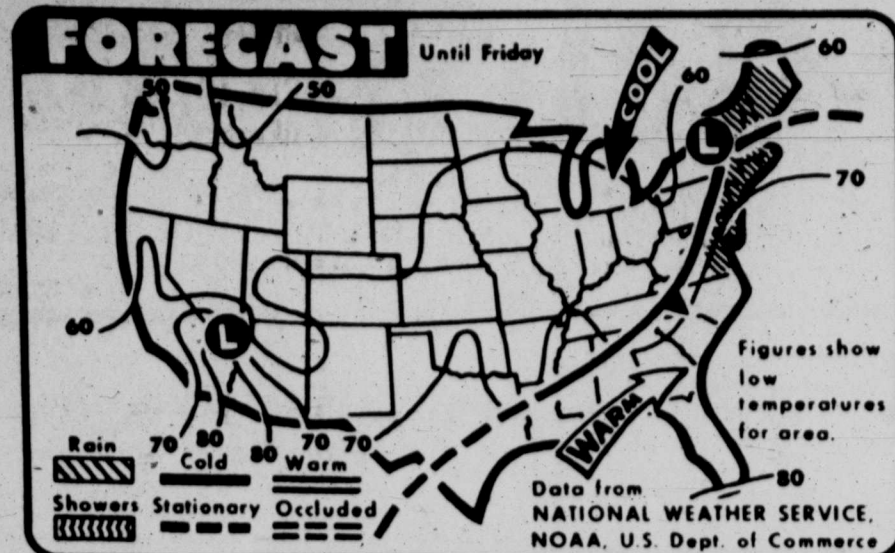 FORECAST Until Friday
60
50 50
COOL
60
L
70
60
L
70 80 80 70 70
WARM
80
Figures show
low
temperatures
for area.
Rain Cold Warm
Showers Stationary Occluded
Data from
NATIONAL WEATHER SERVICE,
NOAA, U.S. Dept. of Commerce